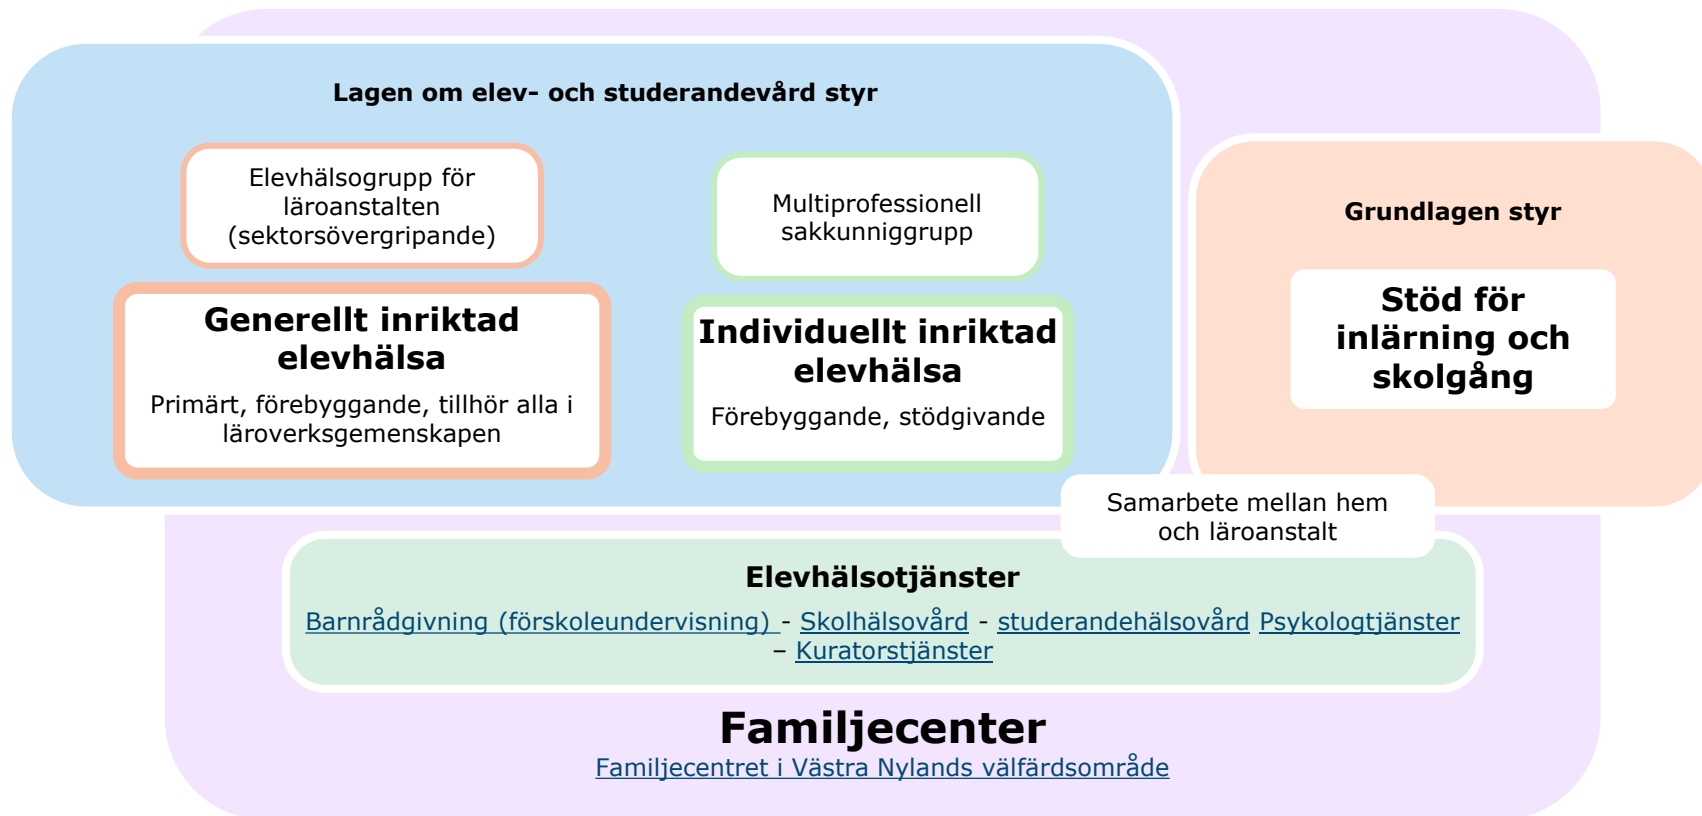 Lagen om elev- och studerandevård styr
Elevhälsogrupp för
läroanstalten
(sektorsövergripande)
Multiprofessionell
sakkunniggrupp
Grundlagen styr
Generellt inriktad
elevhälsa
Primärt, förebyggande, tillhör alla i
läroverksgemenskapen
Individuellt inriktad
elevhälsa
Förebyggande, stödgivande
Stöd för
inlärning och
skolgång
Samarbete mellan hem
och läroanstalt
Elevhälsotjänster
Barnrådgivning (förskoleundervisning) - Skolhälsovård - studerandehälsovård Psykologtjänster
– Kuratorstjänster
Familjecenter
Familjecentret i Västra Nylands välfärdsområde